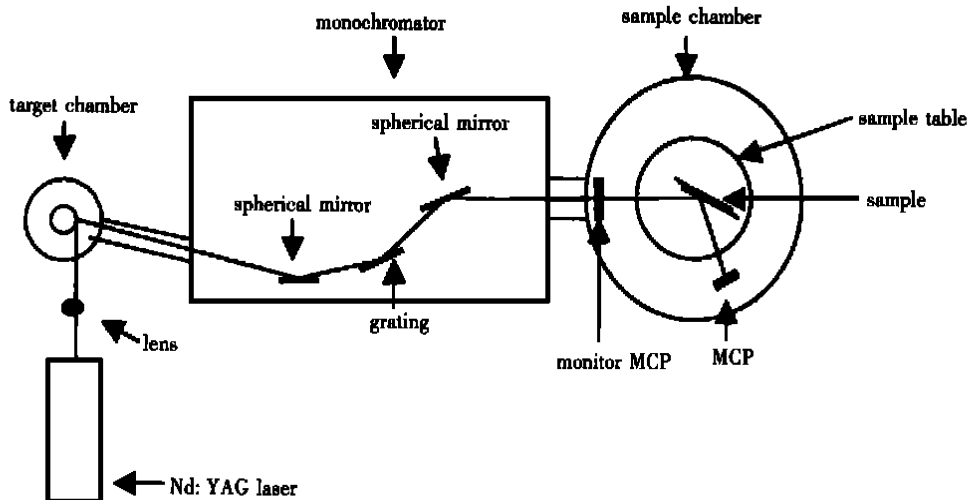 monochromator
sample chamber
target chamber
spherical mirror
sample table
spherical mirror
sample
grating
lens
monitor MCP
MCP
Nd: YAG laser